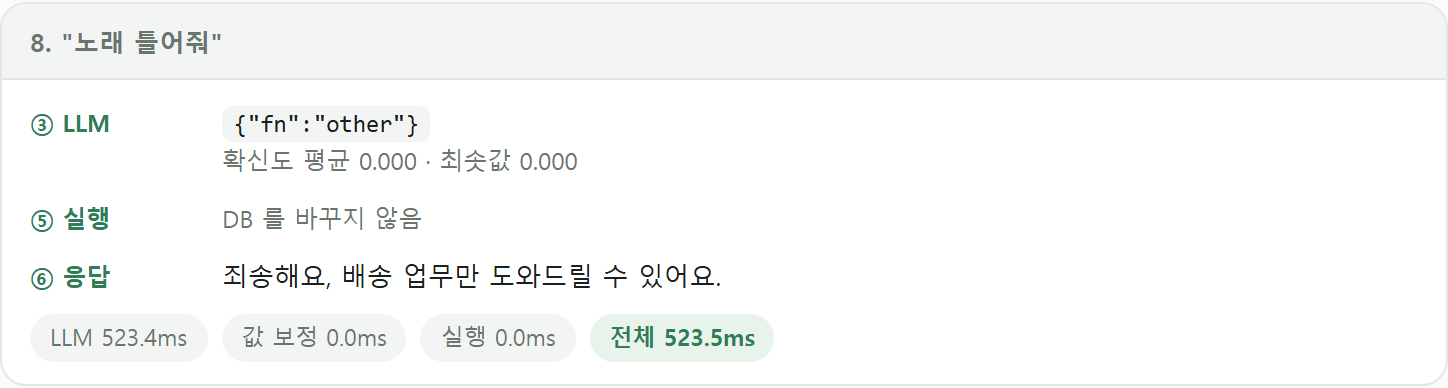 8. "노래 틀어줘"
③ LLM {"fn":"other"}
확신도 평균 0.000 · 최솟값 0.000
⑤ 실행 DB 를 바꾸지 않음
⑥ 응답 죄송해요, 배송 업무만 도와드릴 수 있어요.
LLM 523.4ms 값 보정 0.0ms 실행 0.0ms 전체 523.5ms